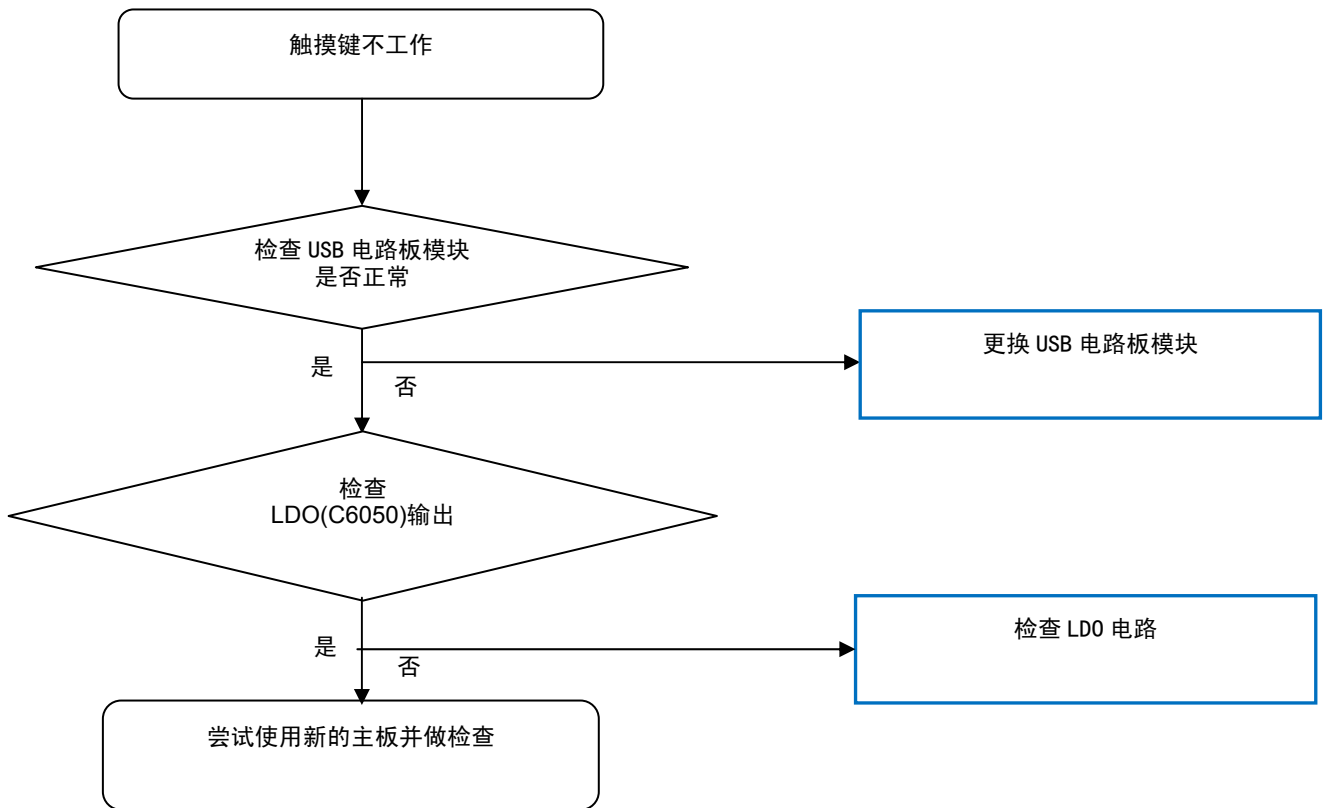 触摸键不工作
检查 USB 电路板模块
是否正常
更换 USB 电路板模块
是
否
检查
LDO(C6050)输出
检查 LDO 电路
是
否
尝试使用新的主板并做检查